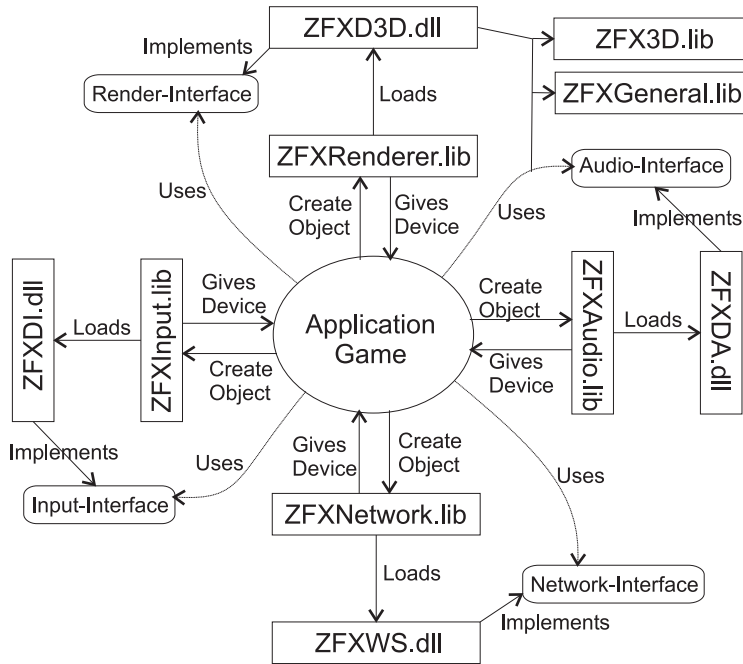 ZFXD3D.dll
Implements
ZFX3D.lib
Render-Interface
Loads
ZFXGeneral.lib
ZFXRenderer.lib
Audio-Interface
Uses
Create
Object
Gives
Device
Uses
Implements
ZFXDI.dll
Loads
ZFXInput.lib
Gives
Device
Create
Object
Application
Game
Create
Object
Gives
Device
ZFXAudio.lib
Loads
ZFXDA.dll
Implements
Uses
Gives
Device
Create
Object
Uses
Input-Interface
ZFXNetwork.lib
Loads
Network-Interface
ZFXWS.dll
Implements